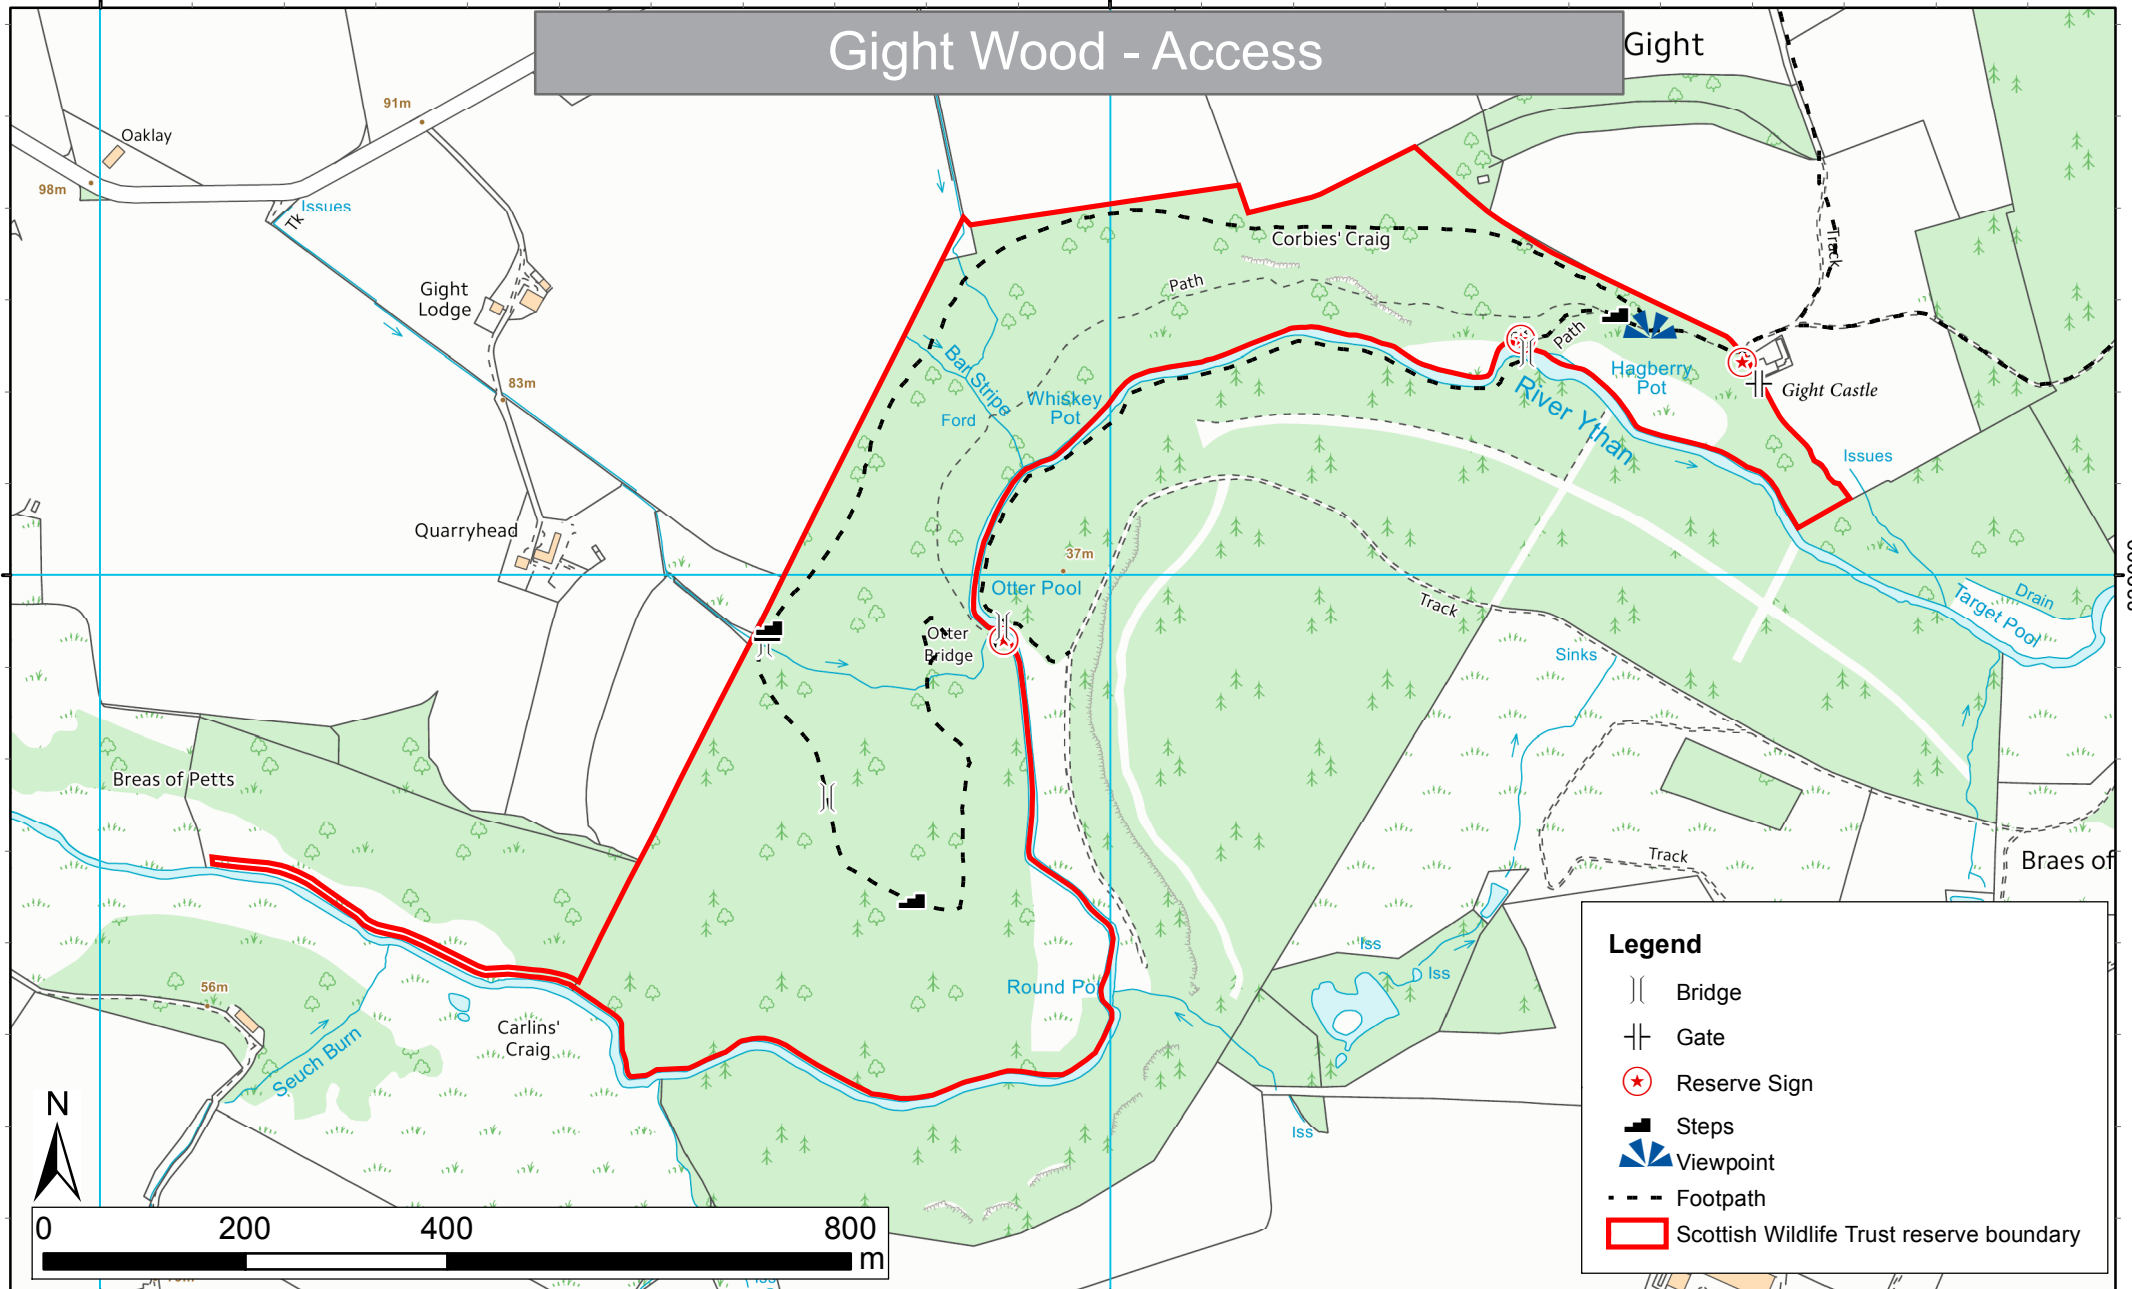 Gight Wood - Access
Gight
91m
Oaklay
98m
Issues
Tk
Corbies' Craig
Track
Gight
Lodge
Path
Path
83m
Bar Stripe
Whiskey
Pot
Ford
Hagberry
Pot
River Ythan
Gight Castle
Issues
Quarryhead
37m
Otter Pool
Track
Drain
Target Pool
Otter
Bridge
Sinks
Breas of Petts
Track
Braes of
56m
Round Pot
Iss
Iss
Carlins'
Craig
Seuch Burn
Iss
N
0 200 400 800
m
Iss
Legend
Bridge
Gate
Reserve Sign
Steps
Viewpoint
Footpath
Scottish Wildlife Trust reserve boundary